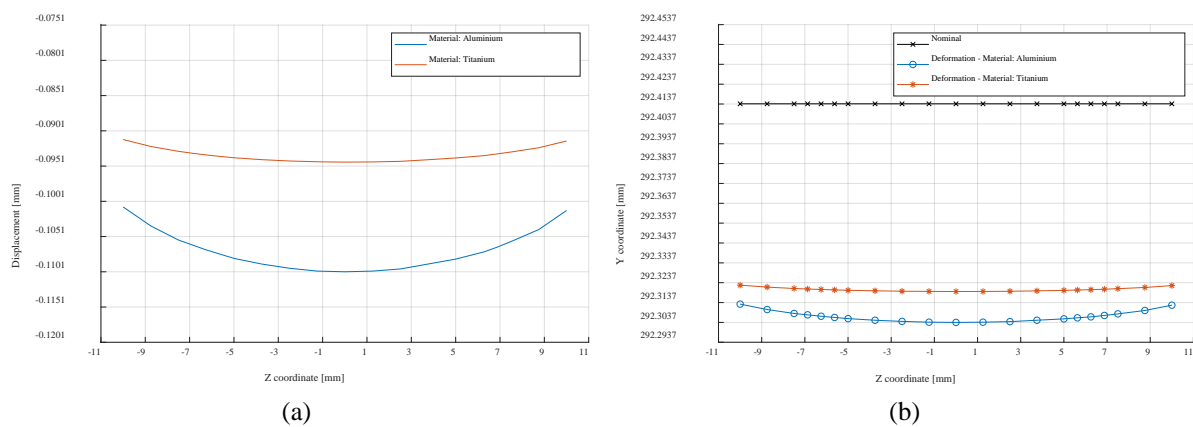 -0.0751
-0.0801
-0.0851
-0.0901
-0.0951
-0.1001
-0.1051
-0.1101
-0.1151
-0.1201
Displacement [mm]
Material: Aluminium
Material: Titanium
-11 -9 -7 -5 -3 -1 1 3 5 7 9 11
Z coordinate [mm]
(a)
292.4537
292.4437
292.4337
292.4237
292.4137
292.4037
292.3937
292.3837
292.3737
292.3637
292.3537
292.3437
292.3337
292.3237
292.3137
292.3037
292.2937
Y coordinate [mm]
Nominal
Deformation - Material: Aluminium
Deformation - Material: Titanium
-11 -9 -7 -5 -3 -1 1 3 5 7 9 11
Z coordinate [mm]
(b)